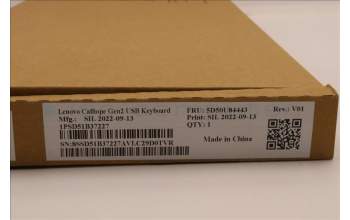 Lenovo Calliope Gen2 USB Keyboard
Mfg.: SIL 2022-09-13
1PSD51B37227
SN:8SSD51B37227AVLC29D0TVR
FRU: 5D50U84443
Print: SIL 2022-09-13
QTY: 1
Made in China
Rev.: V01